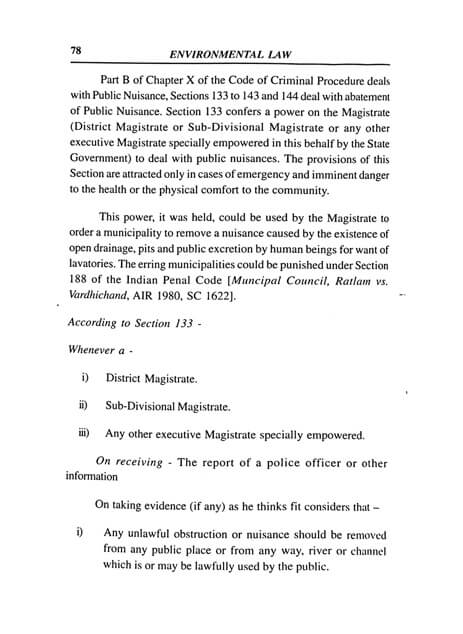 78
ENVIRONMENTAL LAW
Part B of Chapter X of the Code of Criminal Procedure deals
with Public Nuisance, Sections 133 to 143 and 144 deal with abatement
of Public Nuisance. Section 133 confers a power on the Magistrate
(District Magistrate or Sub-Divisional Magistrate or any other
executive Magistrate specially empowered in this behalf by the State
Government) to deal with public nuisances. The provisions of this
Section are attracted only in cases of emergency and imminent danger
to the health or the physical comfort to the community.
This power, it was held, could be used by the Magistrate to
order a municipality to remove a nuisance caused by the existence of
open drainage, pits and public excretion by human beings for want of
lavatories. The erring municipalities could be punished under Section
188 of the Indian Penal Code [Muncipal Council, Ratlam vs.
Vardhichand, AIR 1980, SC 1622].
According to Section 133 -
Whenever a -
i) District Magistrate.
ii) Sub-Divisional Magistrate.
iii) Any other executive Magistrate specially empowered.
On receiving - The report of a police officer or other
information
On taking evidence (if any) as he thinks fit considers that –
i) Any unlawful obstruction or nuisance should be removed
from any public place or from any way, river or channel
which is or may be lawfully used by the public.